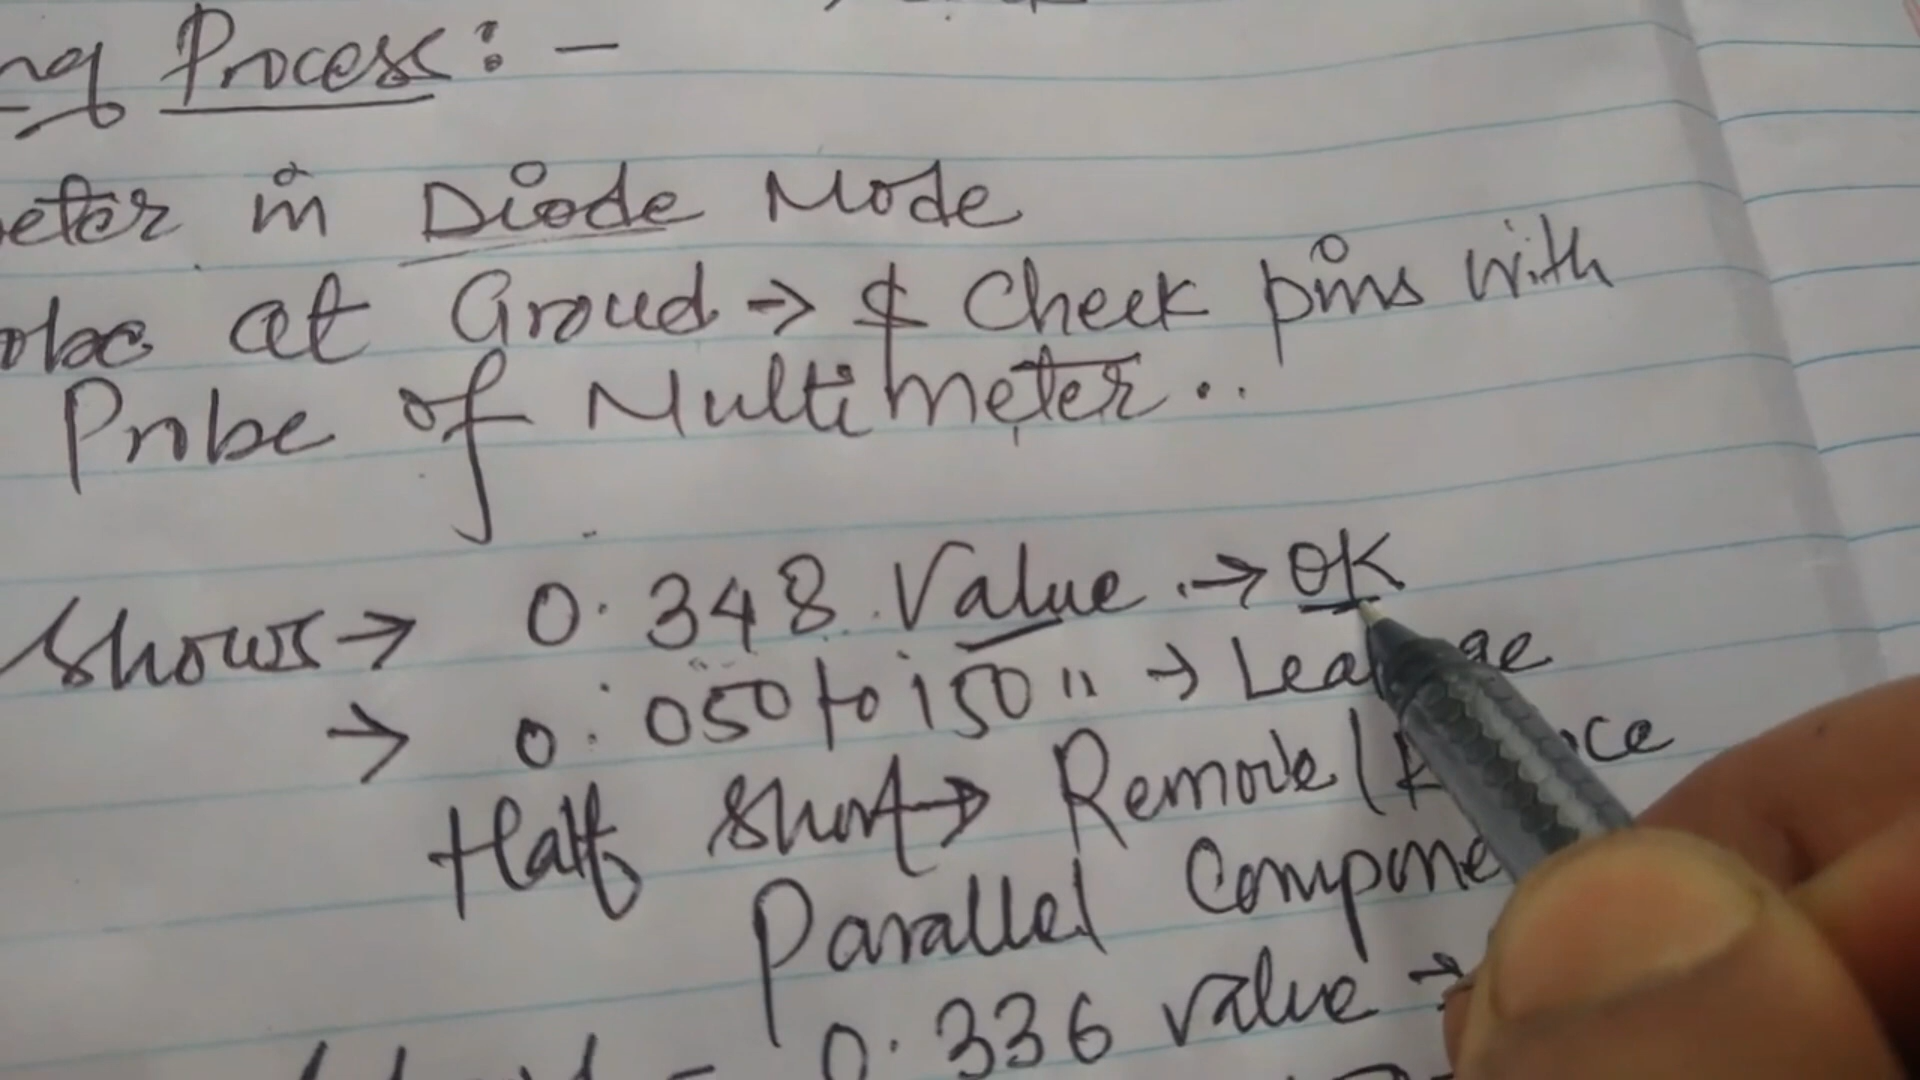 Process: -
in Diode Mode
at Groud → & Check pins with
Probe of Multimeter..
Shows → 0.348 Value → OK
→ 0.050 to 150 " →
Half Short → Remove /
Parallel
0.336 value →